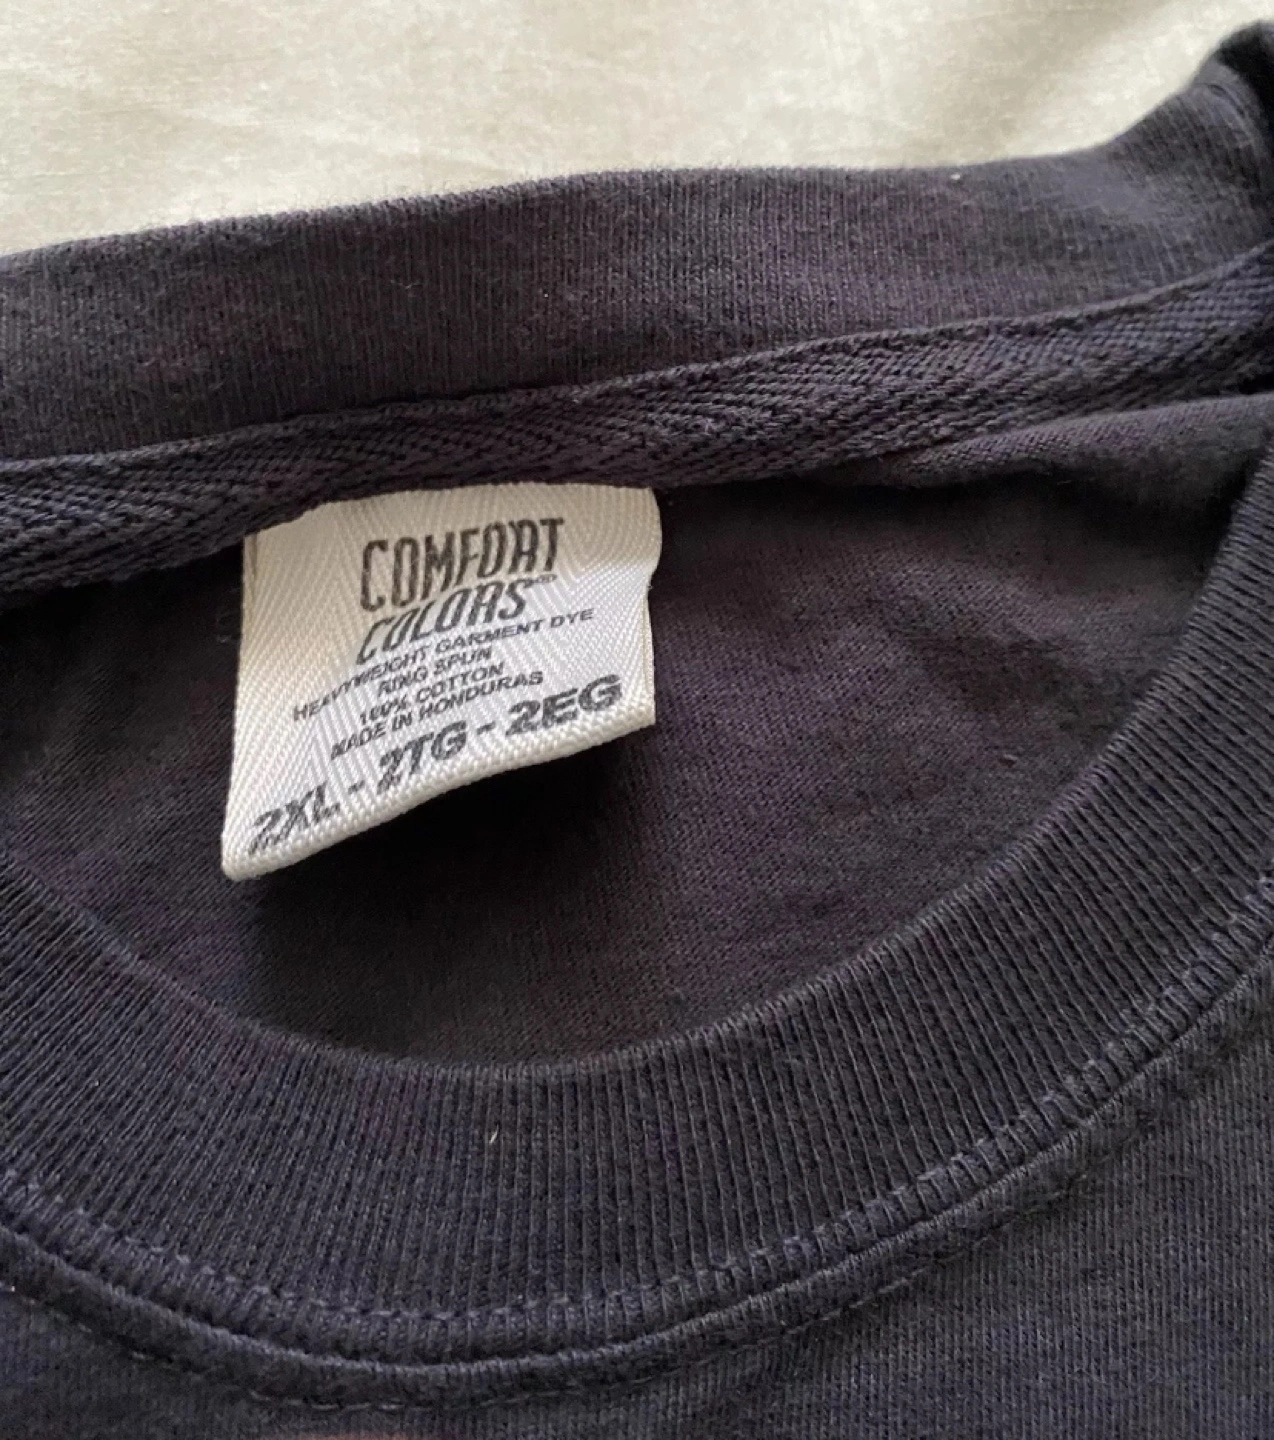 COMFORT
COLORS®
HEAVYWEIGHT GARMENT DYE
RING SPUN
100% COTTON
MADE IN HONDURAS
2XL - 2TG - 2EG